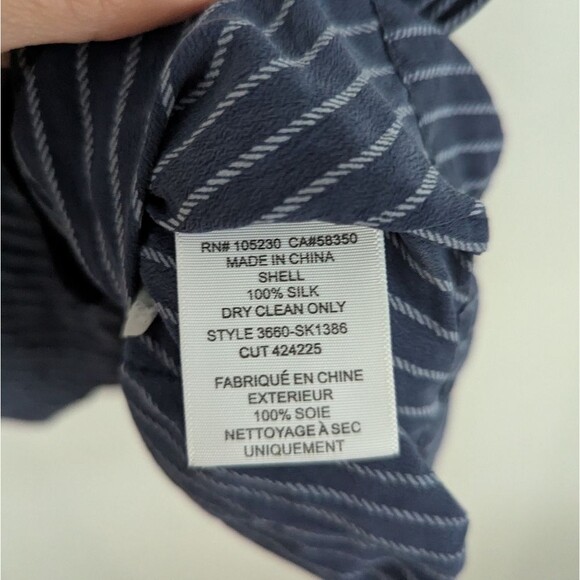 RN# 105230 CA#58350
MADE IN CHINA
SHELL
100% SILK
DRY CLEAN ONLY
STYLE 3660-SK1386
CUT 424225
FABRIQUÉ EN CHINE
EXTERIEUR
100% SOIE
NETTOYAGE À SEC
UNIQUEMENT